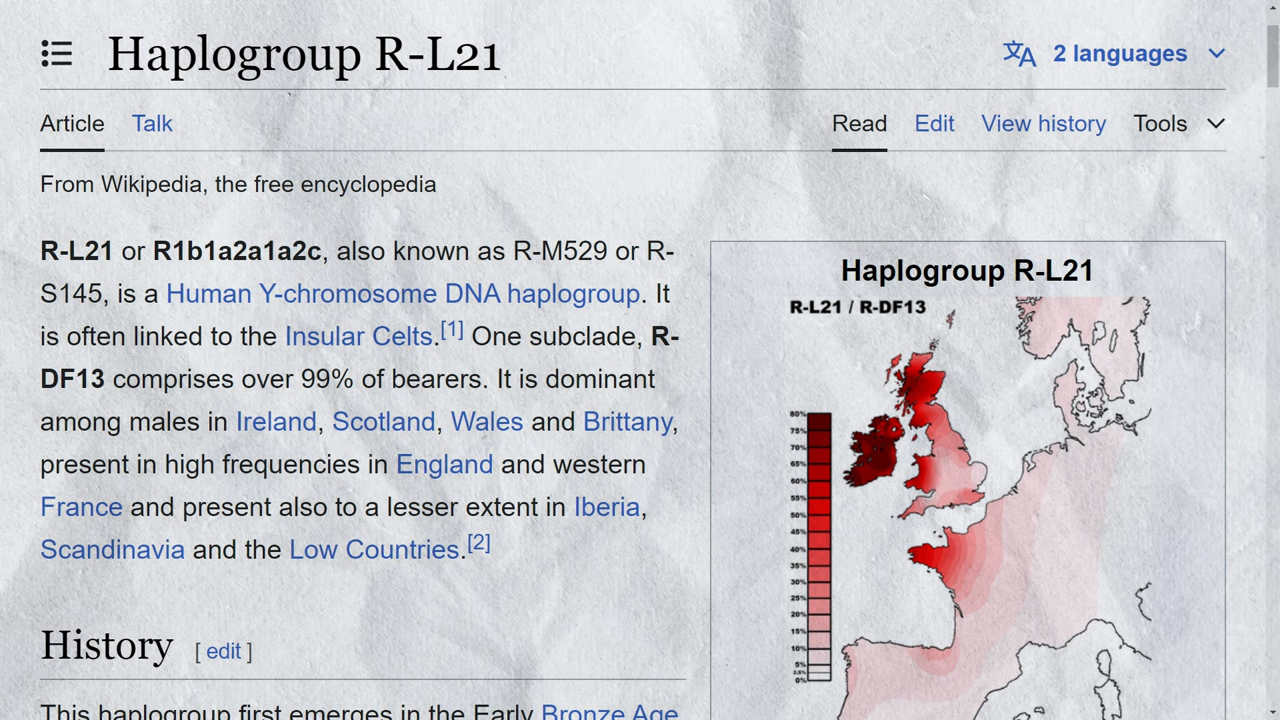 Haplogroup R-L21
2 languages
Article Talk
Read Edit View history Tools
From Wikipedia, the free encyclopedia
R-L21 or R1b1a2a1a2c, also known as R-M529 or R-
S145, is a Human Y-chromosome DNA haplogroup. It
is often linked to the Insular Celts.[1] One subclade, R-
DF13 comprises over 99% of bearers. It is dominant
among males in Ireland, Scotland, Wales and Brittany,
present in high frequencies in England and western
France and present also to a lesser extent in Iberia,
Scandinavia and the Low Countries.[2]
History [ edit ]
This haplogroup first emerges in the Early Bronze Age
Haplogroup R-L21
R-L21 / R-DF13
80%
75%
70%
65%
60%
55%
50%
45%
40%
35%
30%
25%
20%
15%
10%
5%
2.5%
0%